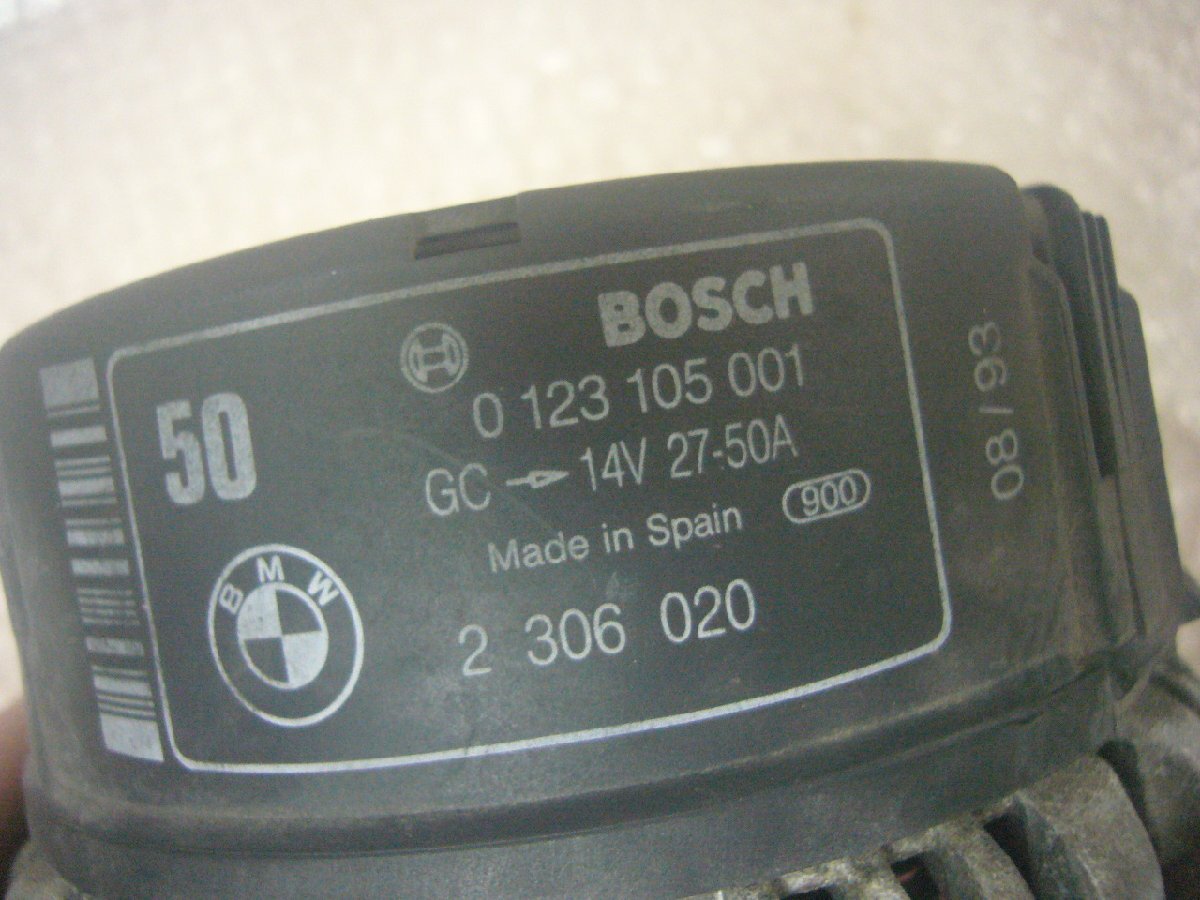 50
BOSCH
0 123 105 001
GC → 14V 27-50A
Made in Spain 900
BMW
2 306 020
08/93